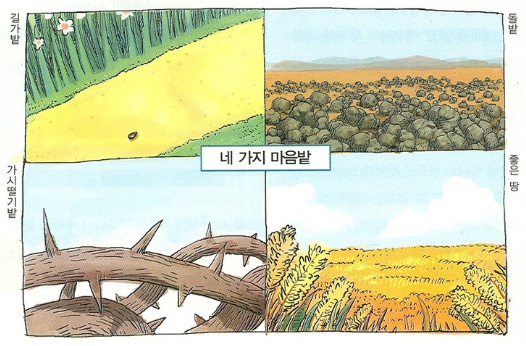 길가밭
돌밭
네 가지 마음밭
가시떨기밭
좋은 땅